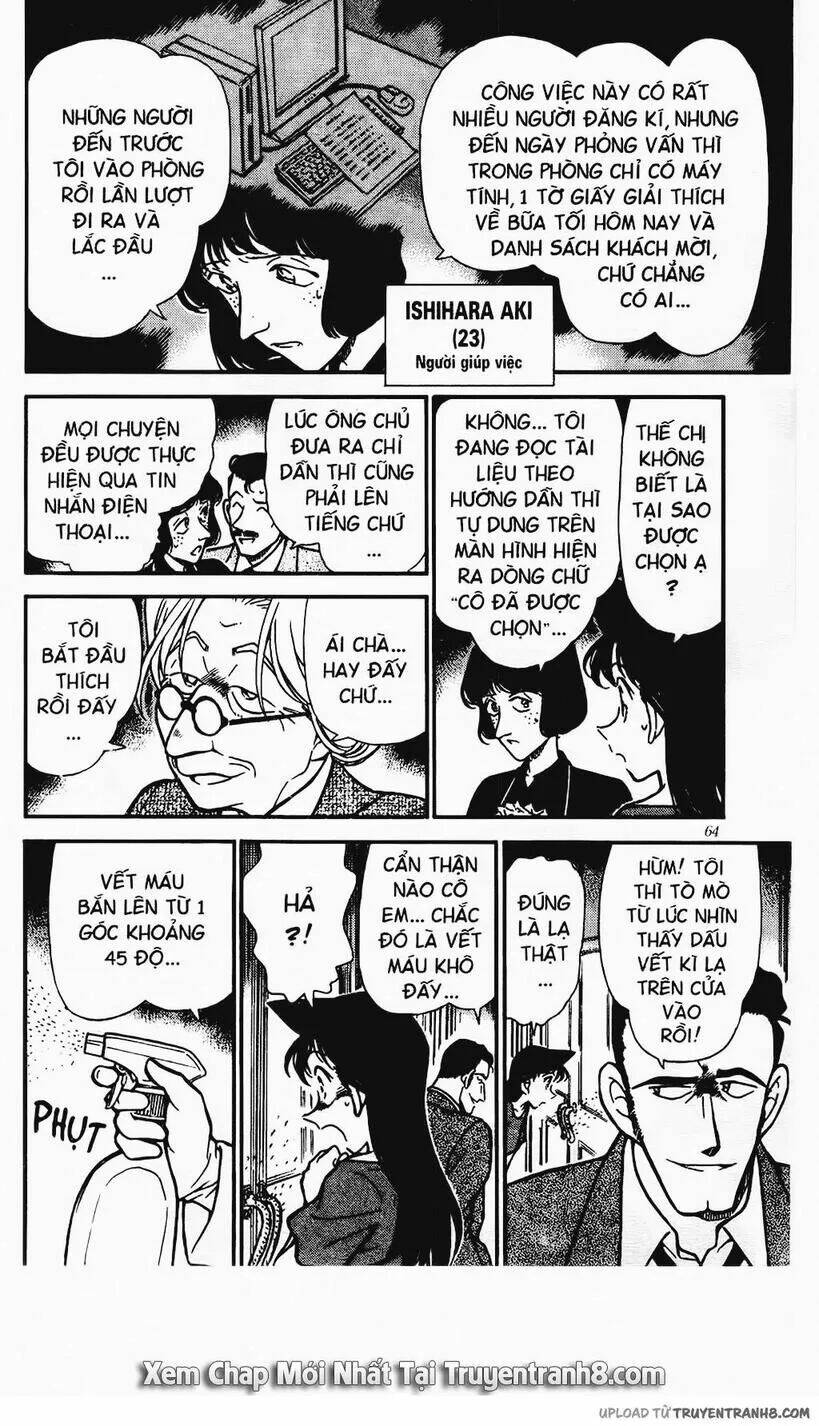 CÔNG VIỆC NÀY CÓ RẤT
NHIỀU NGƯỜI ĐĂNG KÍ, NHƯNG
ĐẾN NGÀY PHỎNG VẤN THÌ
TRONG PHÒNG CHỈ CÓ MÁY
TÍNH, 1 TỜ GIẤY GIẢI THÍCH
VỀ BỮA TỐI HÔM NAY VÀ
DANH SÁCH KHÁCH MỜI,
CHỨ CHẲNG
CÓ AI...
NHỮNG NGƯỜI
ĐẾN TRƯỚC
TÔI VÀO PHÒNG
RỒI LẦN LƯỢT
ĐI RA VÀ
LẮC ĐẦU
...
ISHIHARA AKI
(23)
Người giúp việc
THẾ CHỊ
KHÔNG
BIẾT LÀ
TẠI SAO
ĐƯỢC
CHỌN Ạ
?
KHÔNG... TÔI
ĐANG ĐỌC TÀI
LIỆU THEO
HƯỚNG DẪN THÌ
TỰ DƯNG TRÊN
MÀN HÌNH HIỆN
RA DÒNG CHỮ
"CÔ ĐÃ ĐƯỢC
CHỌN"...
LÚC ÔNG CHỦ
ĐƯA RA CHỈ
DẪN THÌ CŨNG
PHẢI LÊN
TIẾNG CHỨ
...
MỌI CHUYỆN
ĐỀU ĐƯỢC THỰC
HIỆN QUA TIN
NHẮN ĐIỆN
THOẠI...
ÁI CHÀ...
HAY ĐẤY
CHỨ...
TÔI
BẮT ĐẦU
THÍCH
RỒI ĐẤY
...
64
HỪM! TÔI
THÌ TÒ MÒ
TỪ LÚC NHÌN
THẤY DẤU
VẾT KÌ LẠ
TRÊN CỬA
VÀO
RỒI!
ĐÚNG
LÀ LẠ
THẬT
...
CẨN THẬN
NÀO CÔ
EM... CHẮC
ĐÓ LÀ VẾT
MÁU KHÔ
ĐẤY...
HẢ
?!
VẾT MÁU
BẮN LÊN TỪ 1
GÓC KHOẢNG
45 ĐỘ...
PHỤT
Xem Chap Mới Nhất Tại Truyentranh8.com
UPLOAD TỪ TRUYENTRANH8.COM